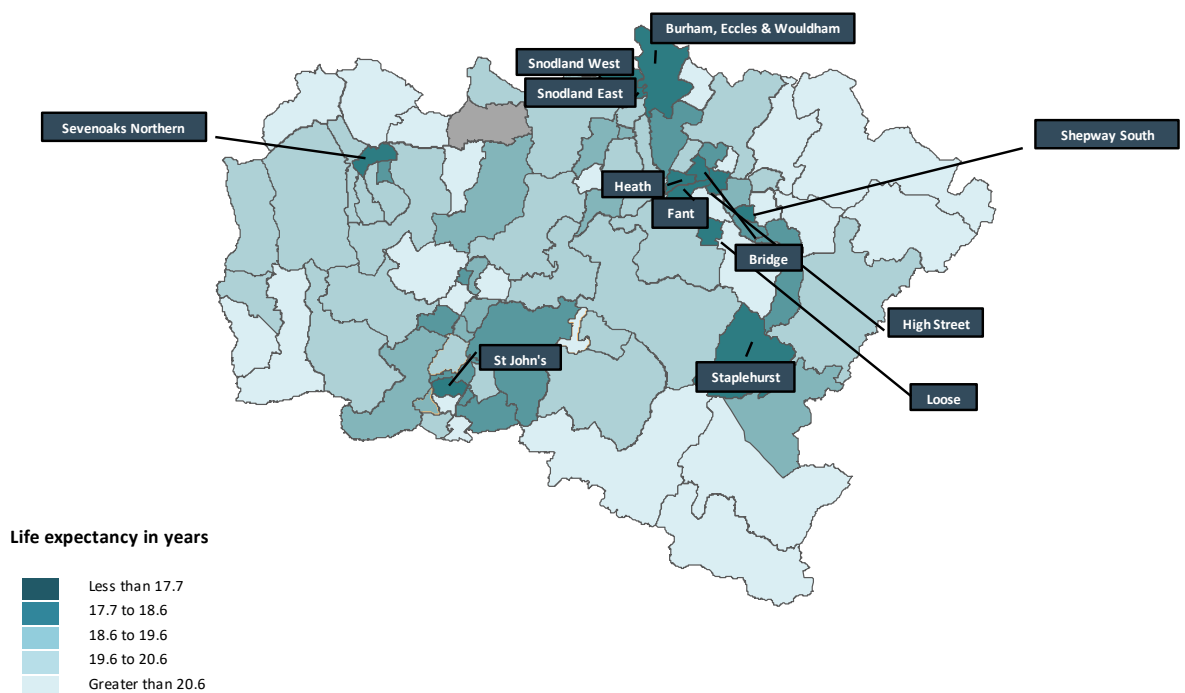 Burham, Eccles & Wouldham
Snodland West
Snodland East
Sevenoaks Northern
Shepway South
Heath
Fant
Bridge
High Street
St John's
Staplehurst
Loose
Life expectancy in years
Less than 17.7
17.7 to 18.6
18.6 to 19.6
19.6 to 20.6
Greater than 20.6